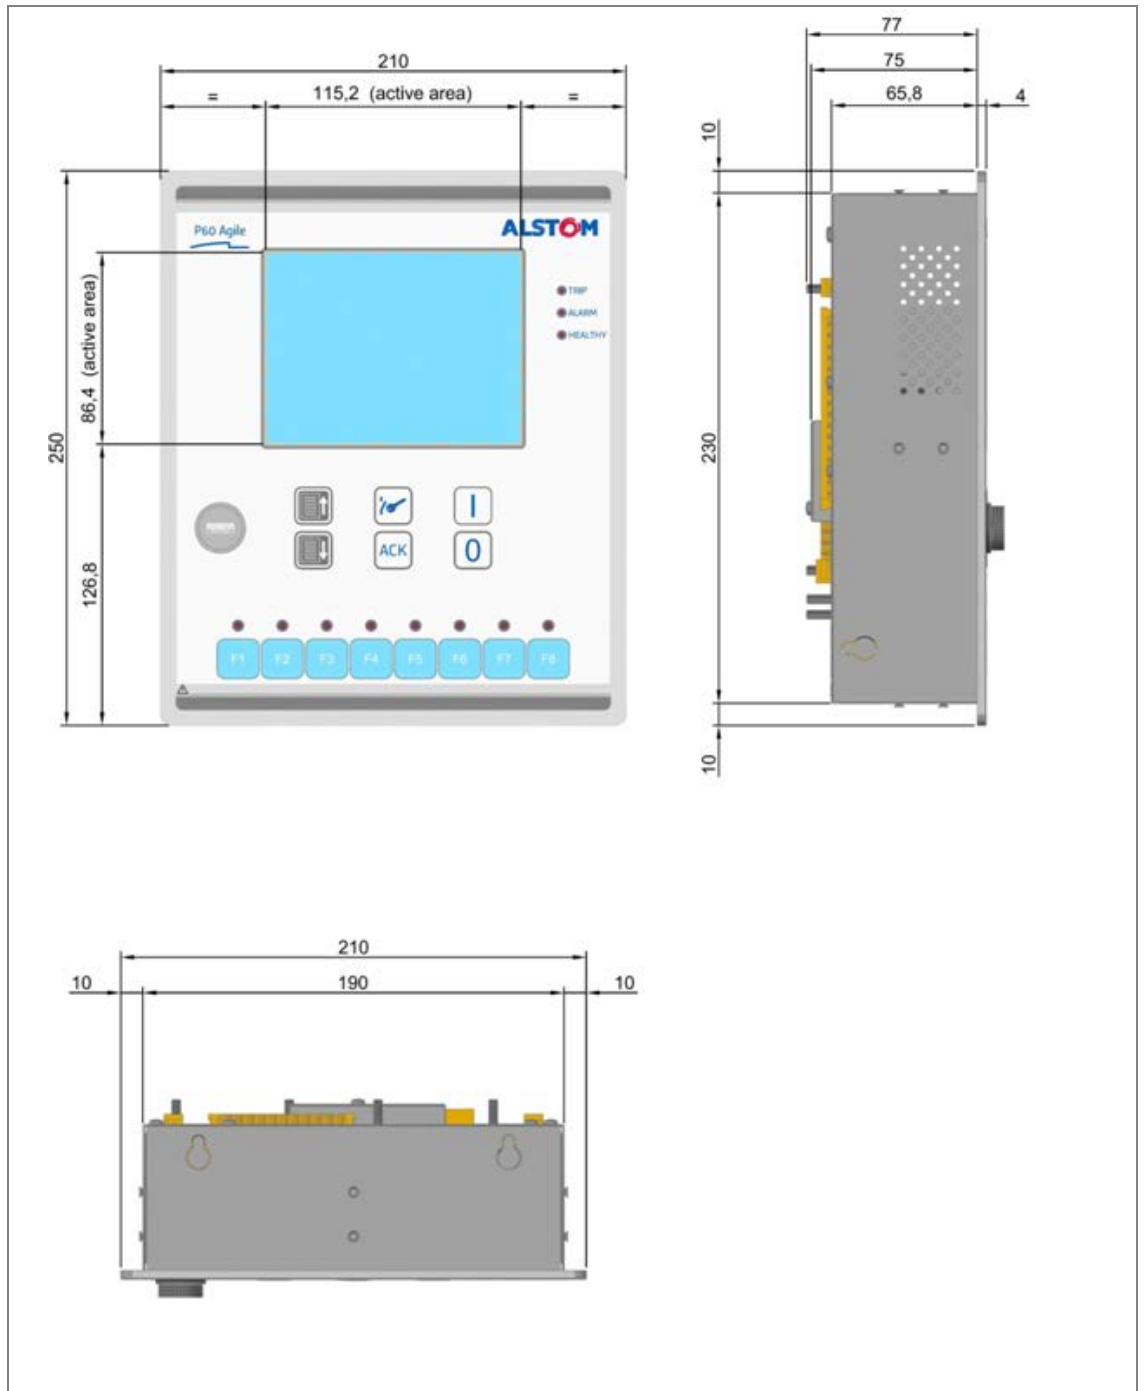 210
= 115,2 (active area) =
77
75
65,8 4
10
P60 Agile
ALSTOM
86,4 (active area)
TRIP
ALARM
HEALTHY
250
230
126,8
ACK
I
0
F1 F2 F3 F4 F5 F6 F7 F8
10
210
10 190 10